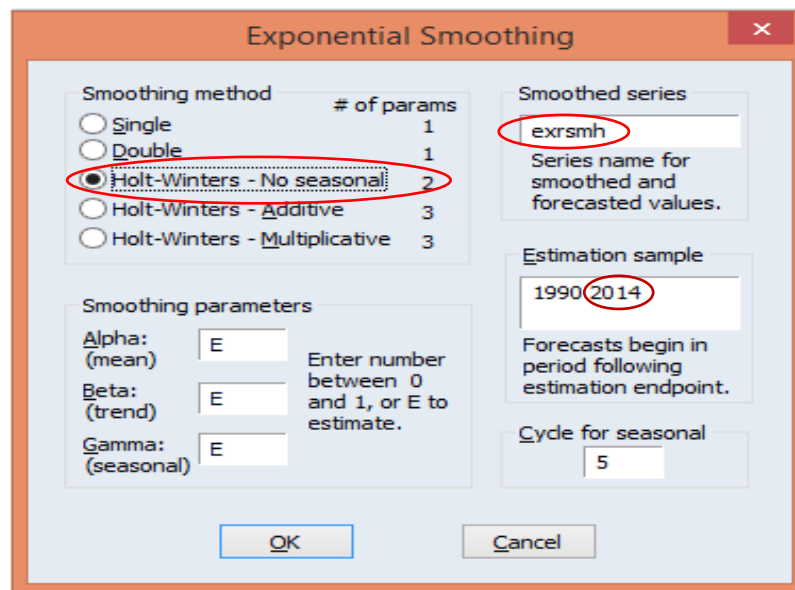 Exponential Smoothing
Smoothing method
# of params
Single 1
Double 1
Holt-Winters - No seasonal 2
Holt-Winters - Additive 3
Holt-Winters - Multiplicative 3
Smoothing parameters
Alpha:
(mean)
E
Beta:
(trend)
E
Gamma:
(seasonal)
E
Enter number
between 0
and 1, or E to
estimate.
Smoothed series
exrsmh
Series name for
smoothed and
forecasted values.
Estimation sample
1990 2014
Forecasts begin in
period following
estimation endpoint.
Cycle for seasonal
5
OK
Cancel